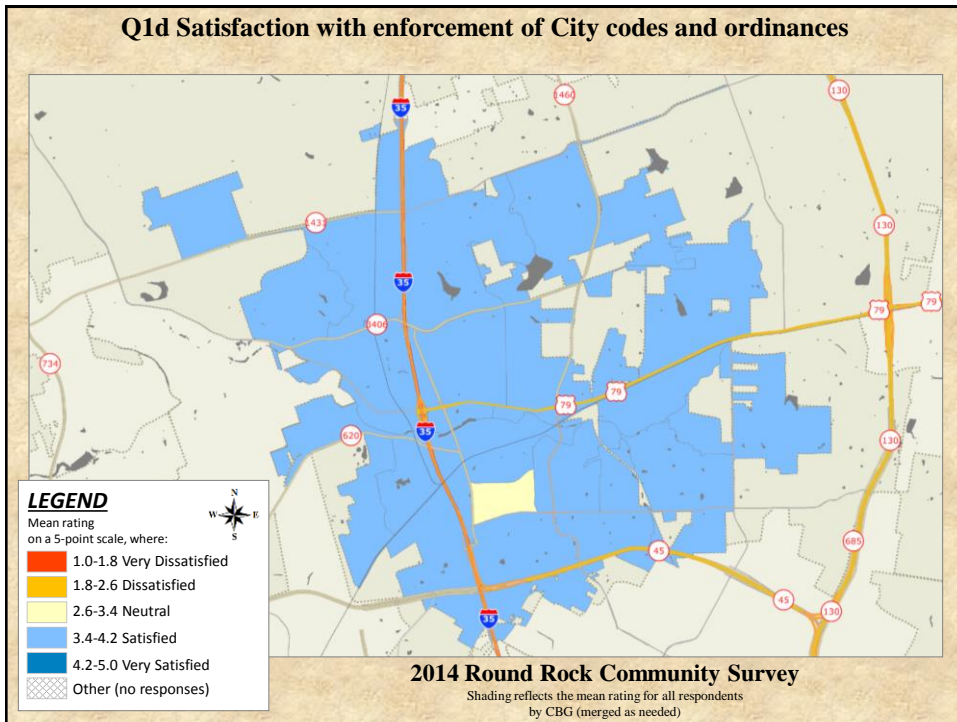 Q1d Satisfaction with enforcement of City codes and ordinances
35
1460
130
1431
130
35
79
79
3406
734
79
79
35
620
130
45
685
45
130
35
LEGEND
N
W E
S
Mean rating
on a 5-point scale, where:
1.0-1.8 Very Dissatisfied
1.8-2.6 Dissatisfied
2.6-3.4 Neutral
3.4-4.2 Satisfied
4.2-5.0 Very Satisfied
Other (no responses)
2014 Round Rock Community Survey
Shading reflects the mean rating for all respondents
by CBG (merged as needed)